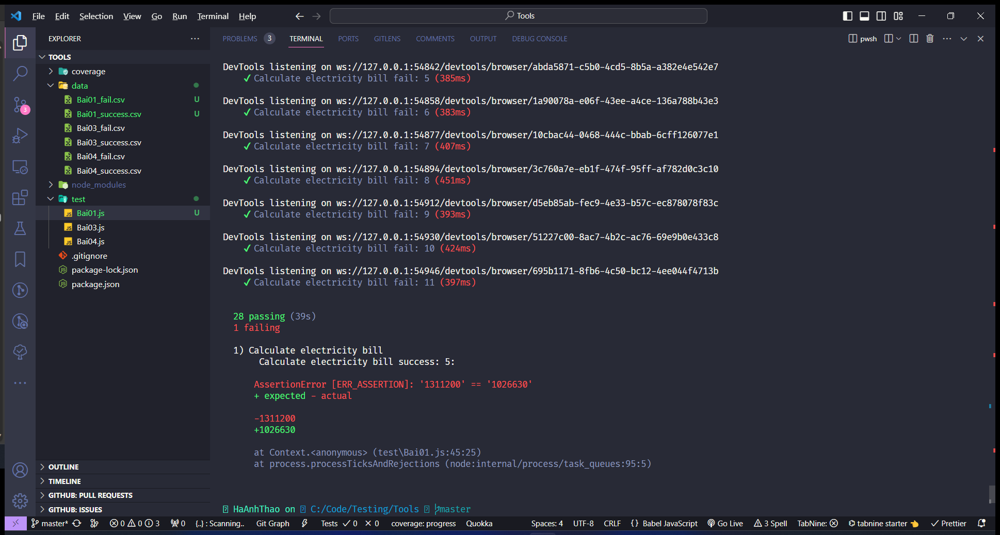 File Edit Selection View Go Run Terminal Help
Tools
EXPLORER
TOOLS
coverage
data
Bai01_fail.csv U
Bai01_success.csv U
Bai03_fail.csv
Bai03_success.csv
Bai04_fail.csv
Bai04_success.csv
node_modules
test
Bai01.js U
Bai03.js
Bai04.js
.gitignore
package-lock.json
package.json
OUTLINE
TIMELINE
GITHUB: PULL REQUESTS
GITHUB: ISSUES
3
PROBLEMS 3 TERMINAL PORTS GITLENS COMMENTS OUTPUT DEBUG CONSOLE
pwsh
DevTools listening on ws://127.0.0.1:54842/devtools/browser/abda5871-c5b0-4cd5-8b5a-a382e4e542e7
✓ Calculate electricity bill fail: 5 (385ms)
DevTools listening on ws://127.0.0.1:54858/devtools/browser/1a90078a-e06f-43ee-a4ce-136a788b43e3
✓ Calculate electricity bill fail: 6 (383ms)
DevTools listening on ws://127.0.0.1:54877/devtools/browser/10cbac44-0468-444c-bbab-6cff126077e1
✓ Calculate electricity bill fail: 7 (407ms)
DevTools listening on ws://127.0.0.1:54894/devtools/browser/3c760a7e-eb1f-474f-95ff-af782d0c3c10
✓ Calculate electricity bill fail: 8 (451ms)
DevTools listening on ws://127.0.0.1:54912/devtools/browser/d5eb85ab-fec9-4e33-b57c-ec878078f83c
✓ Calculate electricity bill fail: 9 (393ms)
DevTools listening on ws://127.0.0.1:54930/devtools/browser/51227c00-8ac7-4b2c-ac76-69e9b0e433c8
✓ Calculate electricity bill fail: 10 (424ms)
DevTools listening on ws://127.0.0.1:54946/devtools/browser/695b1171-8fb6-4c50-bc12-4ee044f4713b
✓ Calculate electricity bill fail: 11 (397ms)
28 passing (39s)
1 failing
1) Calculate electricity bill
Calculate electricity bill success: 5:
AssertionError [ERR_ASSERTION]: '1311200' == '1026630'
+ expected - actual
-1311200
+1026630
at Context.<anonymous> (test\Bai01.js:45:25)
at process.processTicksAndRejections (node:internal/process/task_queues:95:5)
HaAnhThao on C:/Code/Testing/Tools master
master* 0 0 3 0 {..} : Scanning.. Git Graph Tests ✓ 0 × 0 coverage: progress Quokka Spaces: 4 UTF-8 CRLF {} Babel JavaScript Go Live 3 Spell TabNine: tabnine starter Prettier